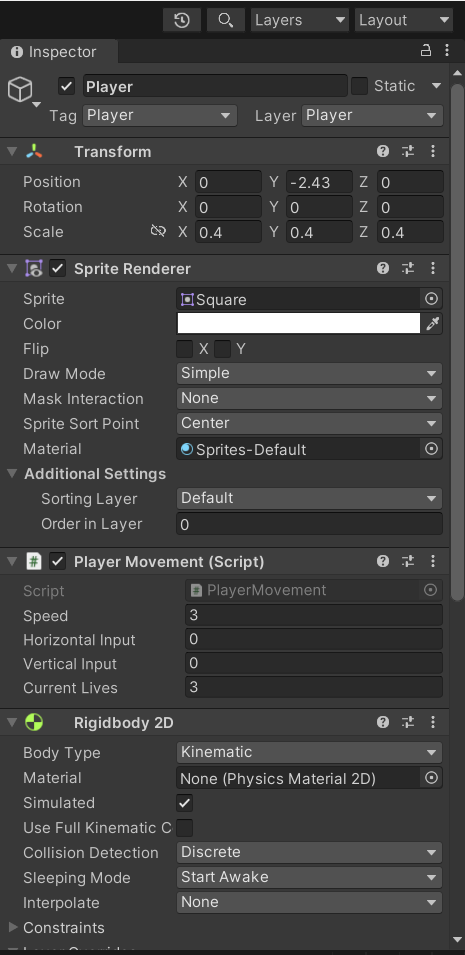 Layers Layout
Inspector
Player Static
Tag Player Layer Player
Transform
Position X 0 Y -2.43 Z 0
Rotation X 0 Y 0 Z 0
Scale X 0.4 Y 0.4 Z 0.4
Sprite Renderer
Sprite Square
Color
Flip X Y
Draw Mode Simple
Mask Interaction None
Sprite Sort Point Center
Material Sprites-Default
Additional Settings
Sorting Layer Default
Order in Layer 0
# Player Movement (Script)
Script # PlayerMovement
Speed 3
Horizontal Input 0
Vertical Input 0
Current Lives 3
Rigidbody 2D
Body Type Kinematic
Material None (Physics Material 2D)
Simulated
Use Full Kinematic C
Collision Detection Discrete
Sleeping Mode Start Awake
Interpolate None
Constraints